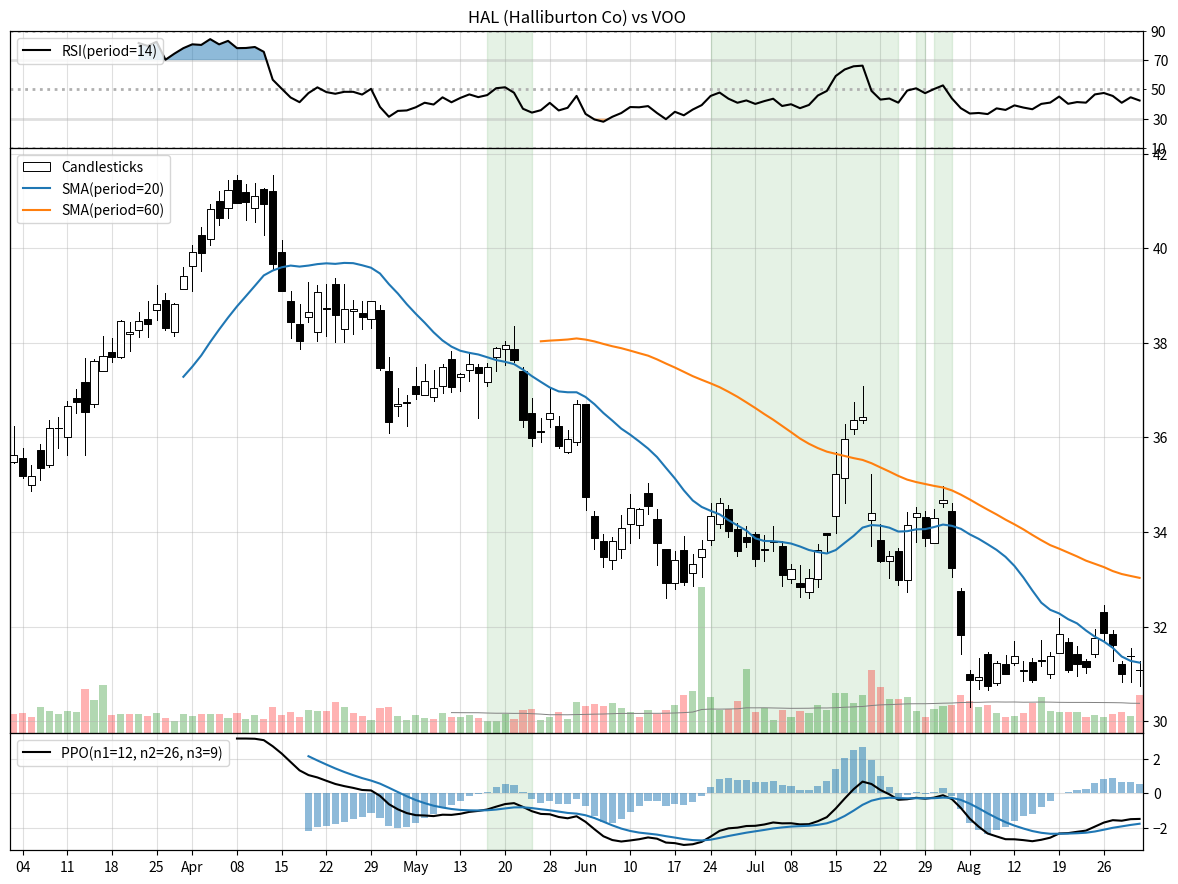 HAL (Halliburton Co) vs VOO
RSI(period=14)
90
70
50
30
10
Candlesticks
SMA(period=20)
SMA(period=60)
42
40
38
36
34
32
30
PPO(n1=12, n2=26, n3=9)
2
0
−2
04 11 18 25 Apr 08 15 22 29 May 13 20 28 Jun 10 17 24 Jul 08 15 22 29 Aug 12 19 26